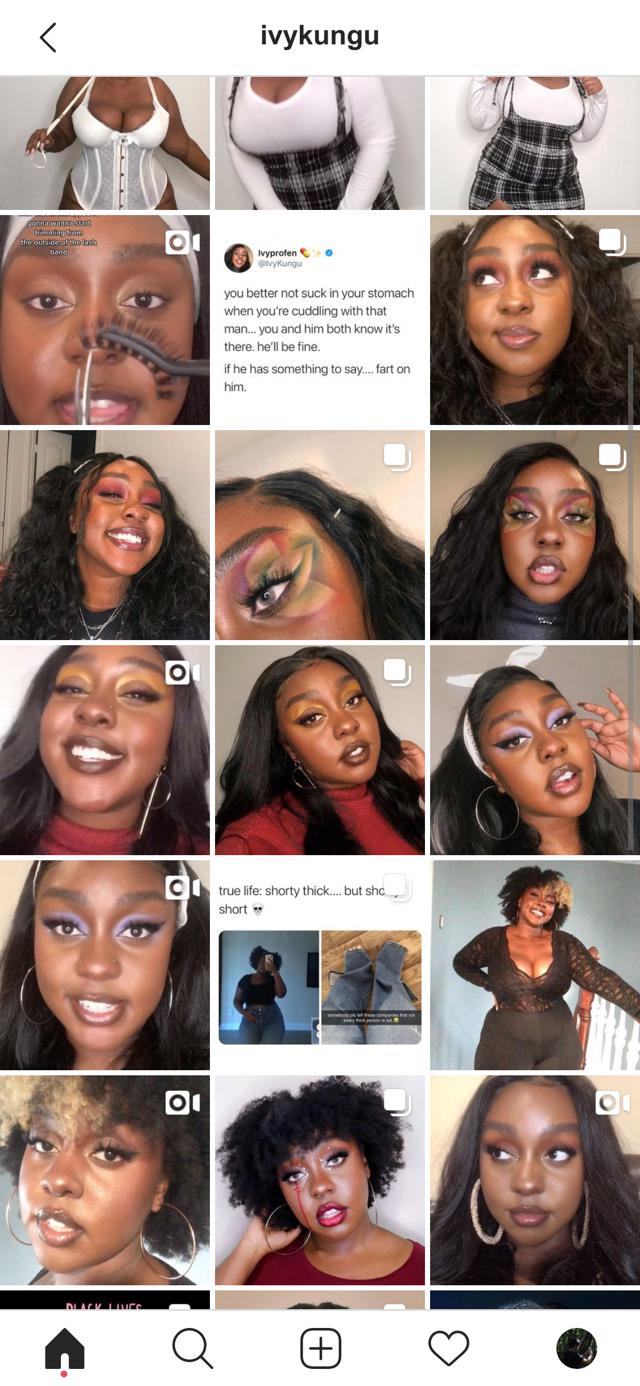 ivykungu
gonna wanna start
trimming from
the outside of the lash
band
Ivyprofen 💊✨
@IvyKungu
you better not suck in your stomach
when you're cuddling with that
man... you and him both know it's
there. he'll be fine.
if he has something to say.... fart on
him.
true life: shorty thick.... but
short 💀
somebody pls tell these companies that not
every thick person is tall 😂
BLACK LIVES